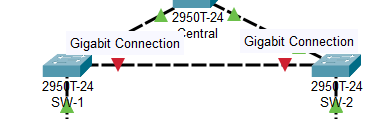 2950T-24
Central
Gigabit Connection
Gigabit Connection
2950T-24
SW-1
2950T-24
SW-2